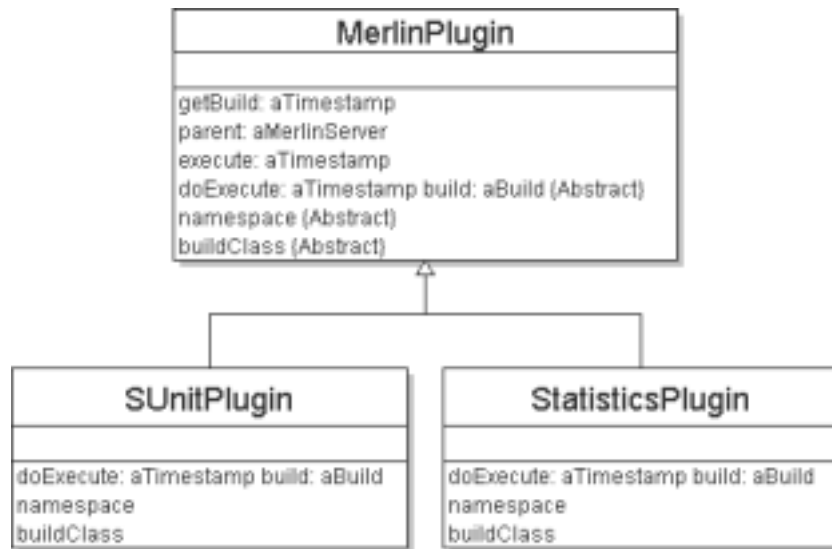 MerlinPlugin
getBuild: aTimestamp
parent: aMerlinServer
execute: aTimestamp
doExecute: aTimestamp build: aBuild (Abstract)
namespace (Abstract)
buildClass (Abstract)
SUnitPlugin
doExecute: aTimestamp build: aBuild
namespace
buildClass
StatisticsPlugin
doExecute: aTimestamp build: aBuild
namespace
buildClass